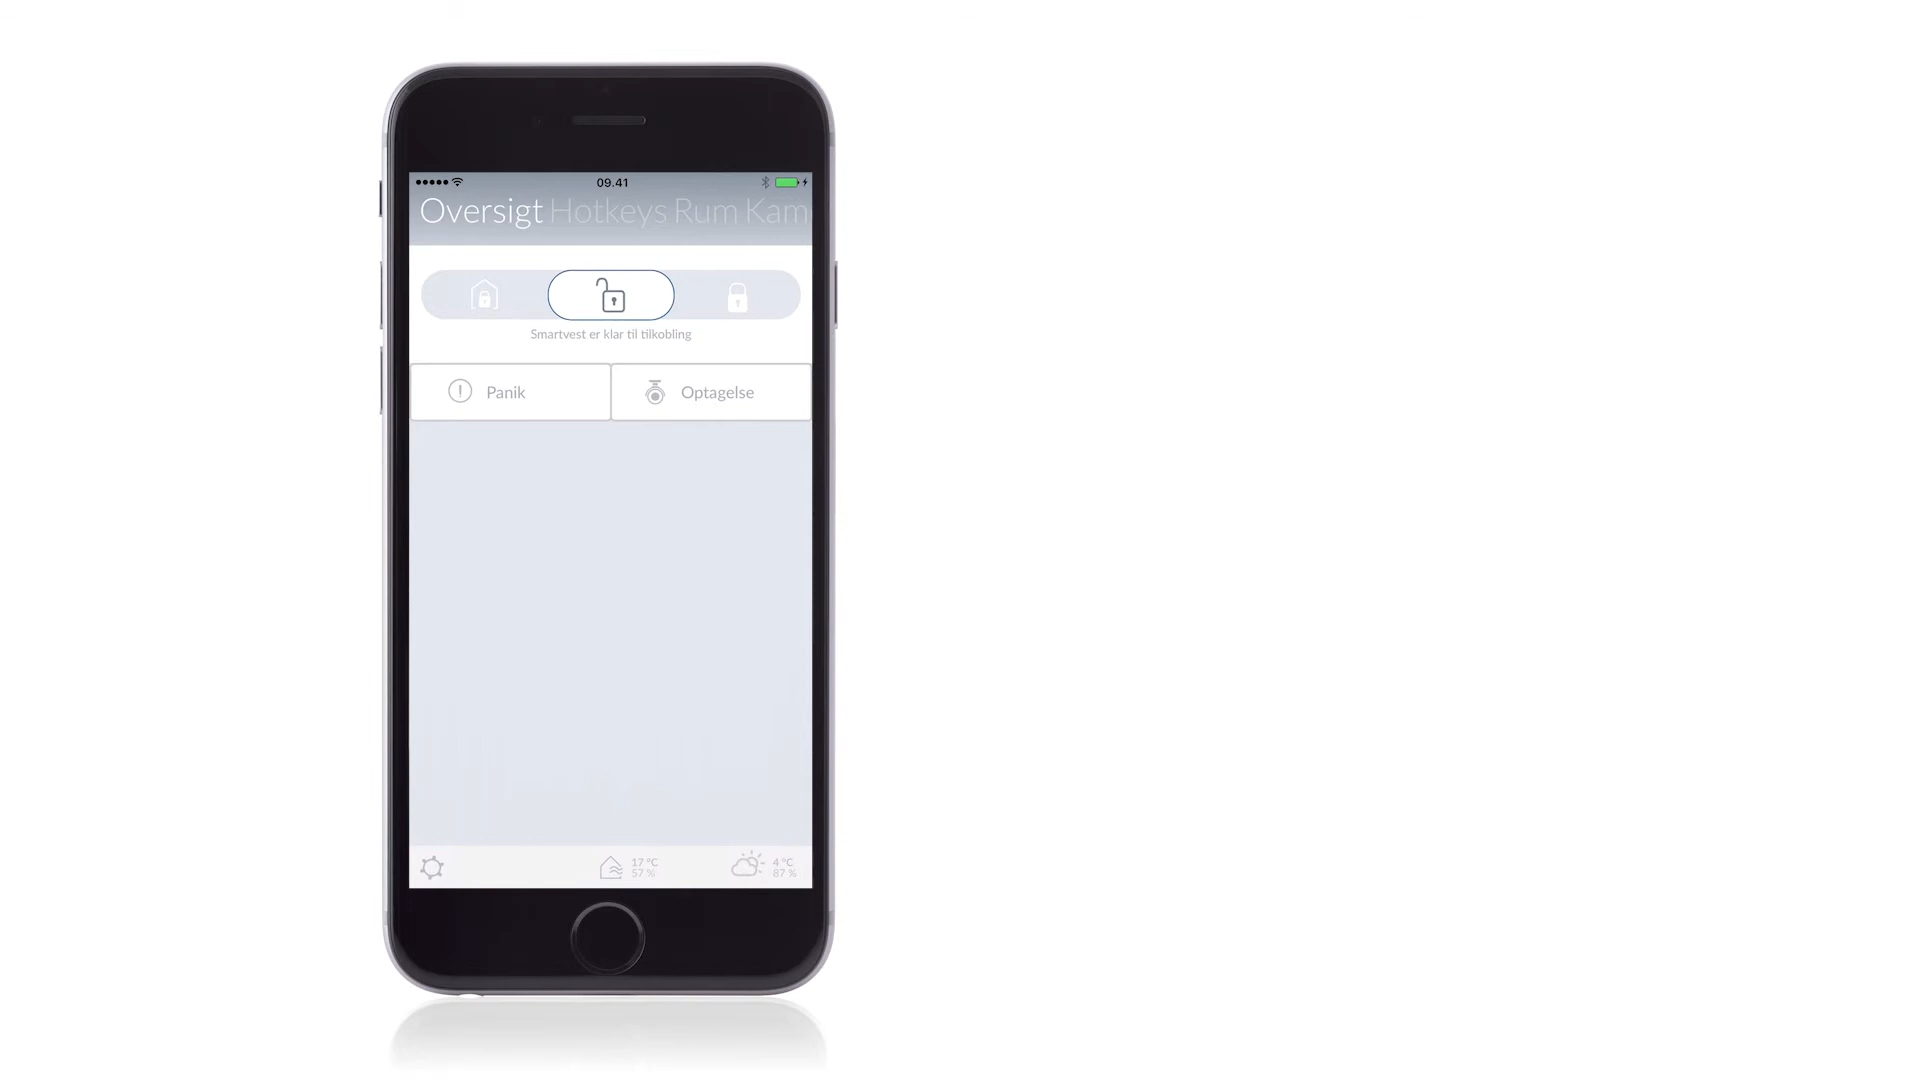 09.41
Oversigt Hotkeys Rum Kam
Smartvest er klar til tilkobling
Panik
Optagelse
17 °C
57 %
4 °C
87 %